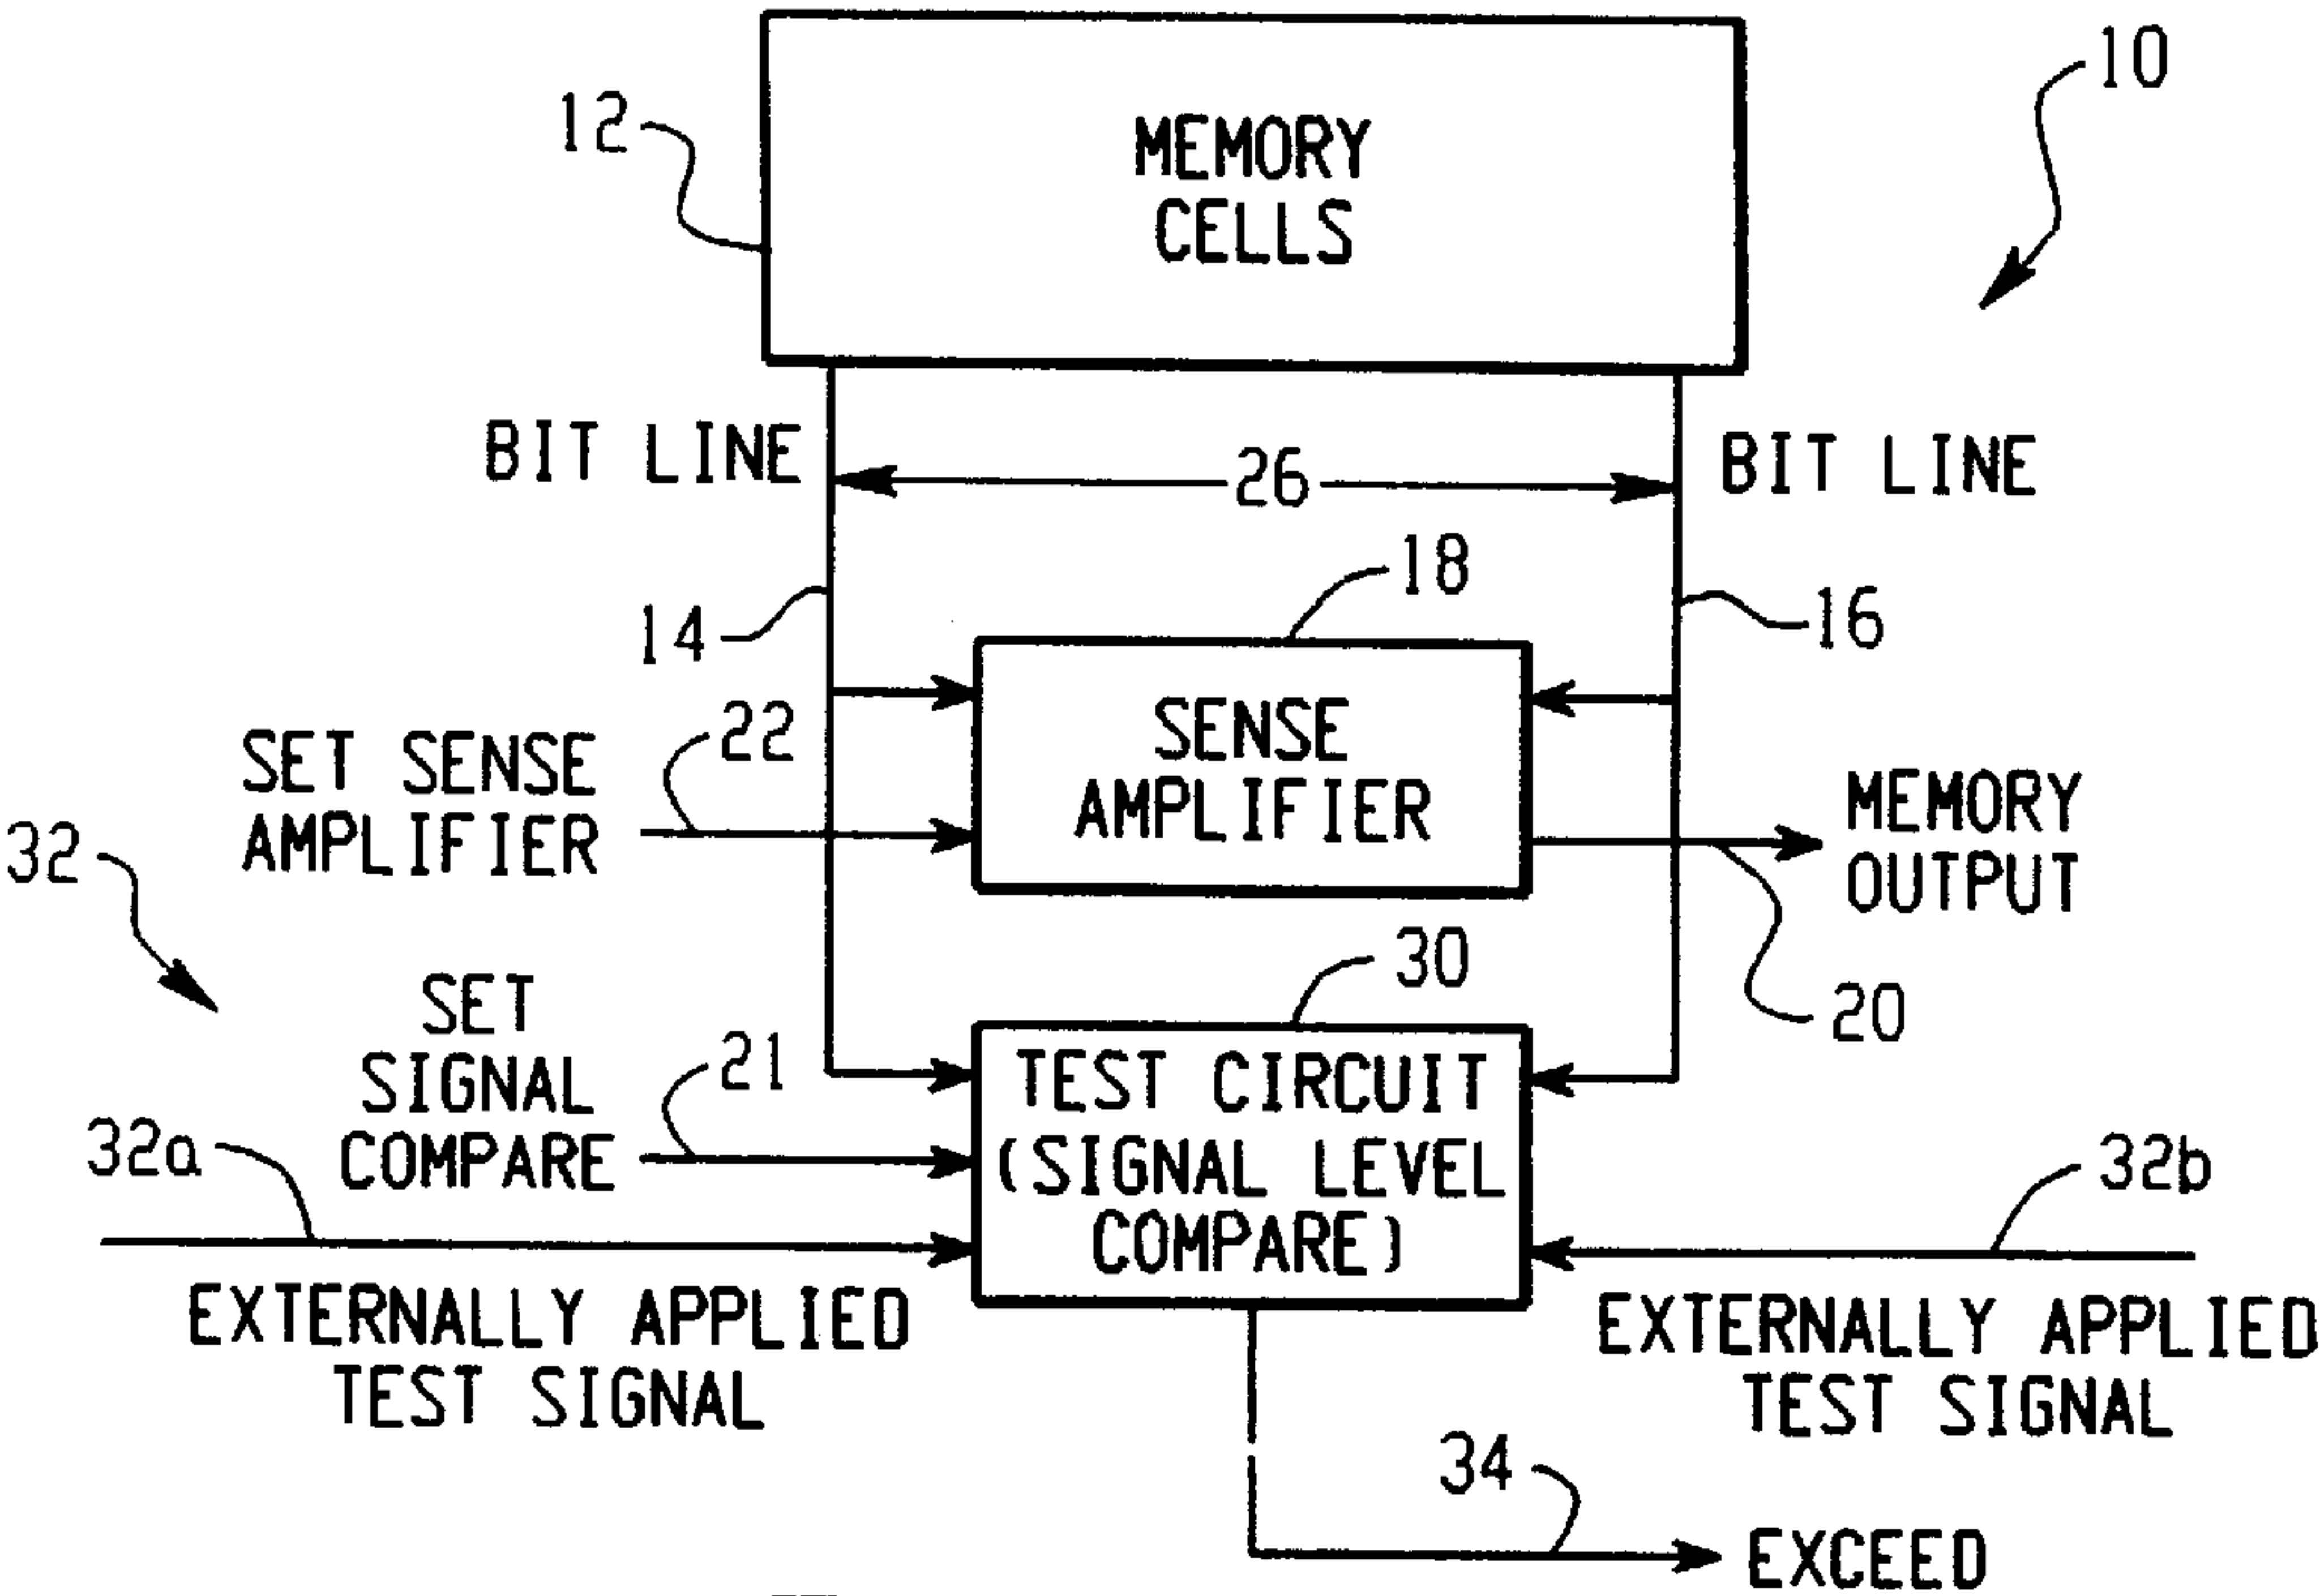 10
12
MEMORY
CELLS
BIT LINE
26
BIT LINE
18
14
16
22
SENSE
AMPLIFIER
SET SENSE
AMPLIFIER
MEMORY
OUTPUT
32
30
20
SET
SIGNAL
COMPARE
21
TEST CIRCUIT
(SIGNAL LEVEL
COMPARE)
32a
32b
EXTERNALLY APPLIED
TEST SIGNAL
EXTERNALLY APPLIED
TEST SIGNAL
34
EXCEED